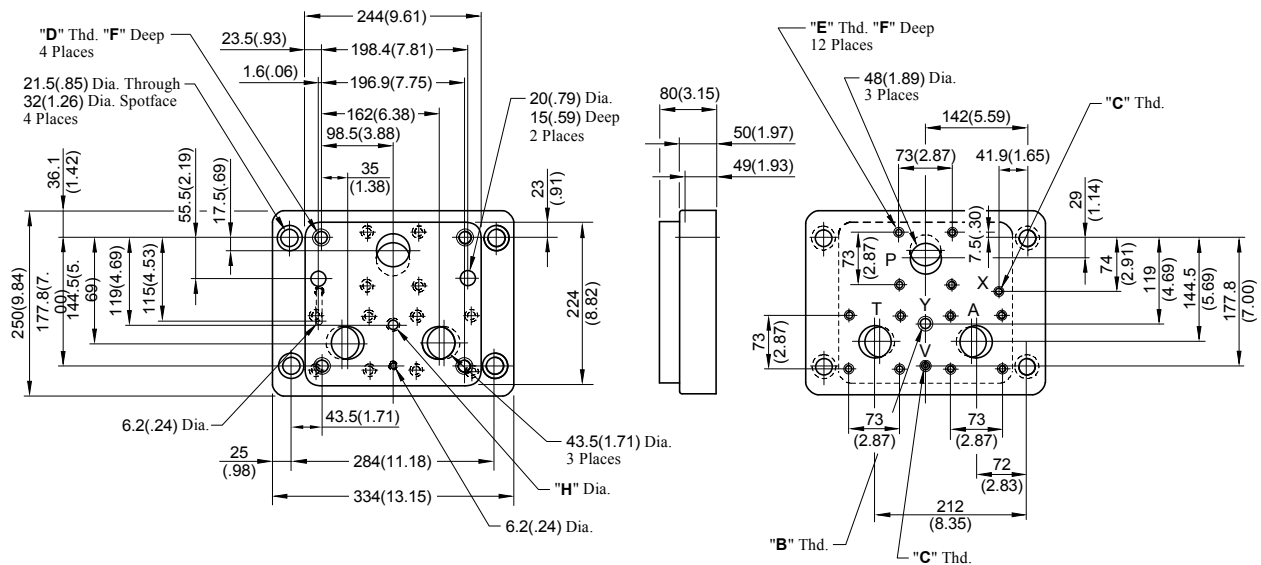 244(9.61)
"D" Thd. "F" Deep
4 Places
23.5(.93)
198.4(7.81)
1.6(.06)
196.9(7.75)
21.5(.85) Dia. Through
32(1.26) Dia. Spotface
4 Places
162(6.38)
98.5(3.88)
35
(1.38)
20(.79) Dia.
15(.59) Deep
2 Places
36.1
(1.42)
55.5(2.19)
17.5(.69)
23
(.91)
250(9.84)
177.8(7.
00)
144.5(5.
69)
119(4.69)
115(4.53)
224
(8.82)
6.2(.24) Dia.
43.5(1.71)
25
(.98)
284(11.18)
334(13.15)
43.5(1.71) Dia.
3 Places
"H" Dia.
6.2(.24) Dia.
80(3.15)
50(1.97)
49(1.93)
"E" Thd. "F" Deep
12 Places
48(1.89) Dia.
3 Places
"C" Thd.
142(5.59)
73(2.87)
41.9(1.65)
29
(1.14)
7.5(.30)
P
73
(2.87)
X
74
(2.91)
119
(4.69)
144.5
(5.69)
177.8
(7.00)
T
Y
A
V
73
(2.87)
73
(2.87)
73
(2.87)
72
(2.83)
212
(8.35)
"B" Thd.
"C" Thd.